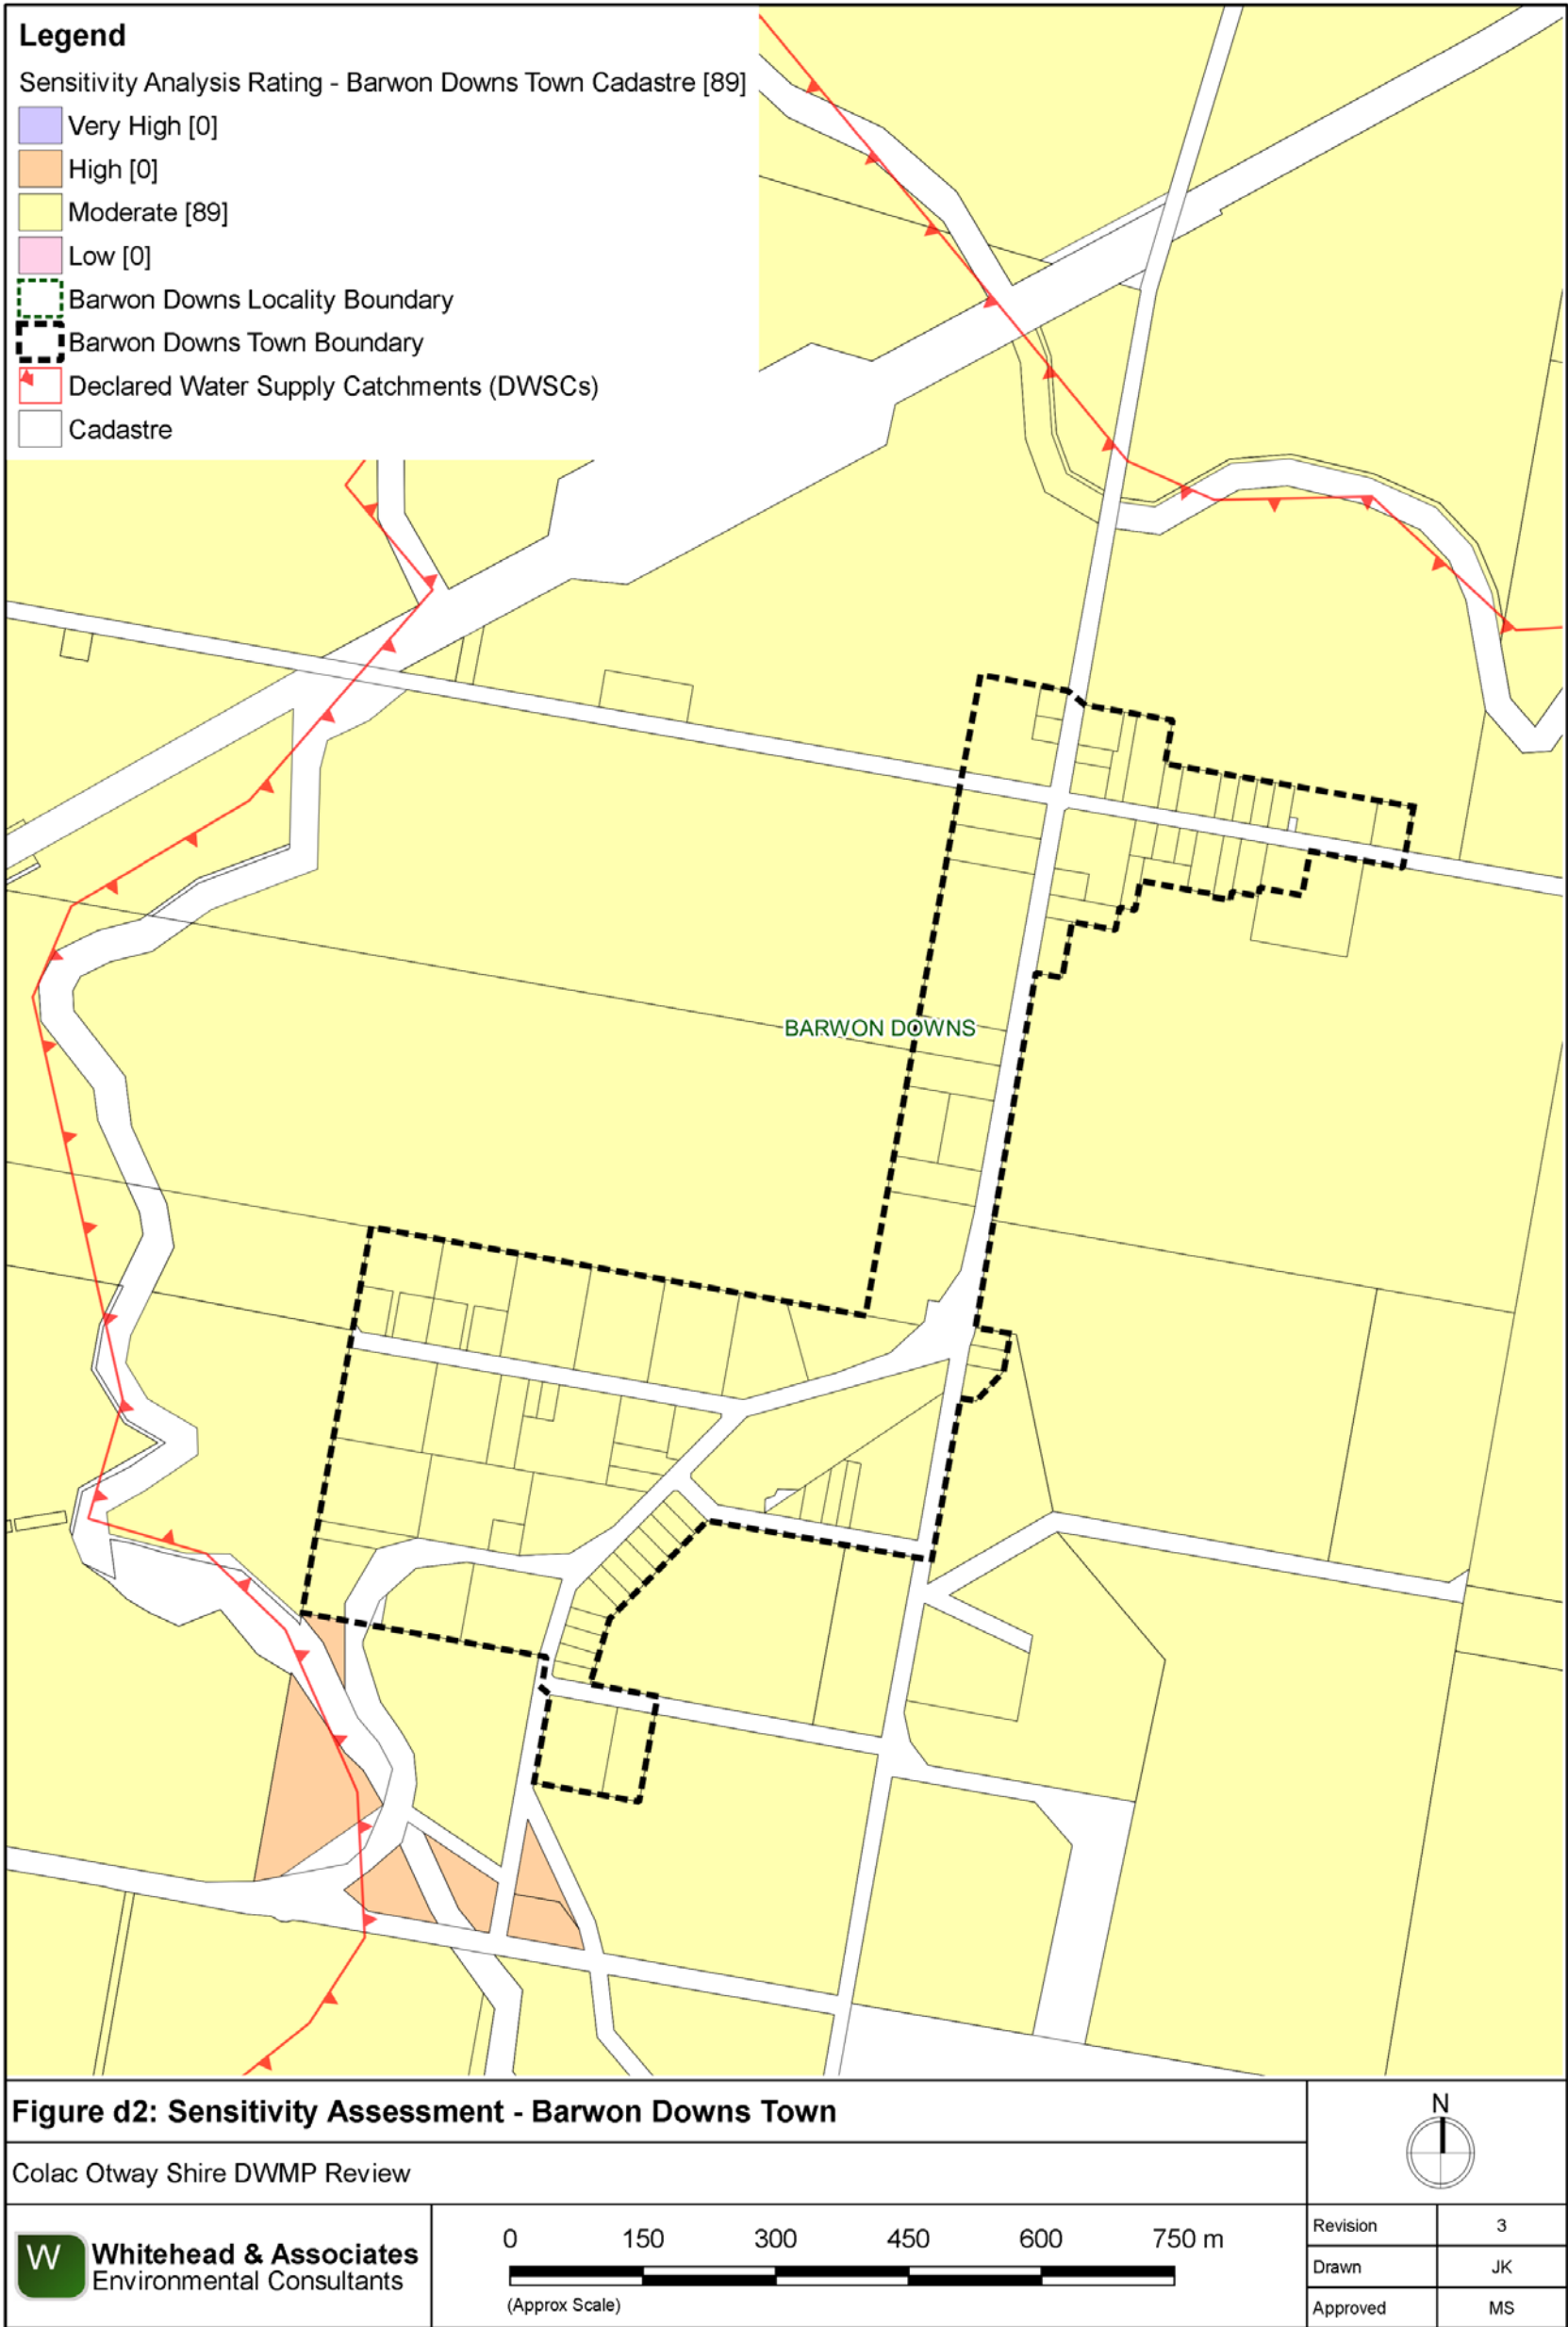 Legend
Sensitivity Analysis Rating - Barwon Downs Town Cadastre [89]
Very High [0]
High [0]
Moderate [89]
Low [0]
Barwon Downs Locality Boundary
Barwon Downs Town Boundary
Declared Water Supply Catchments (DWSCs)
Cadastre
BARWON DOWNS
Figure d2: Sensitivity Assessment - Barwon Downs Town
Colac Otway Shire DWMP Review
N
W
Whitehead & Associates
Environmental Consultants
0 150 300 450 600 750 m
(Approx Scale)
Revision 3
Drawn JK
Approved MS